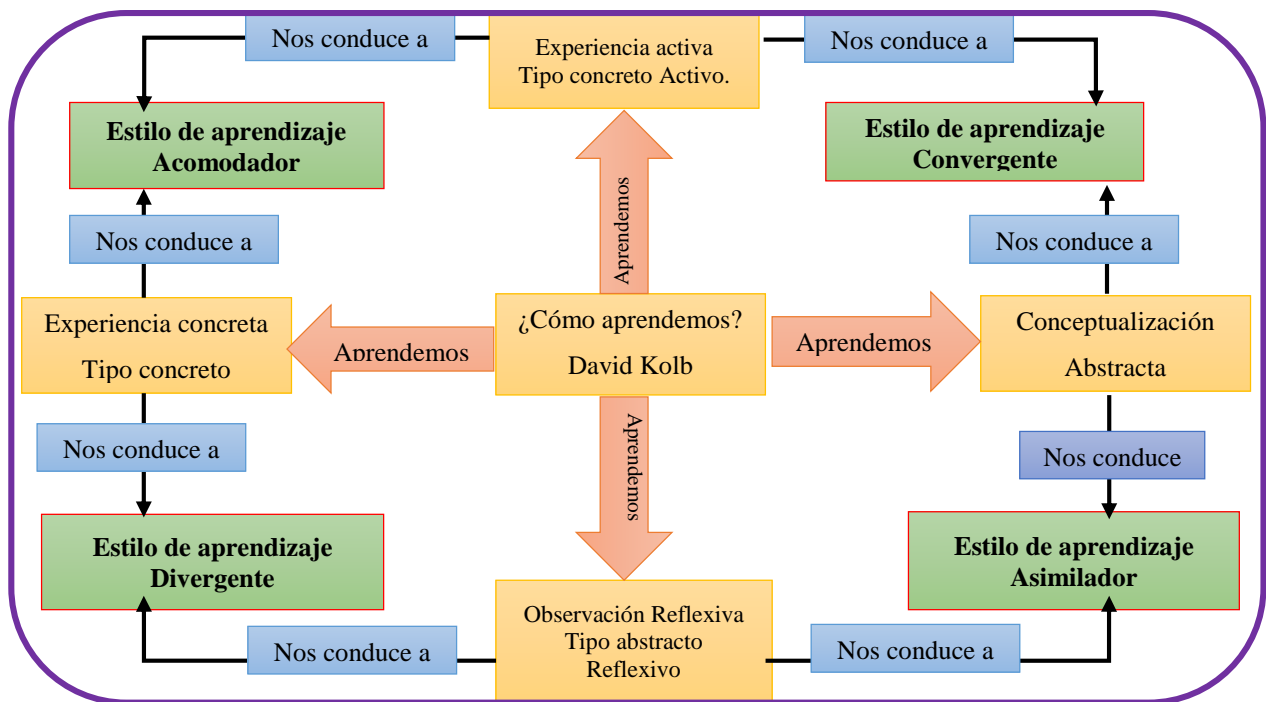 Nos conduce a
Experiencia activa
Tipo concreto Activo.
Nos conduce a
Estilo de aprendizaje
Acomodador
Estilo de aprendizaje
Convergente
Aprendemos
Nos conduce a
Nos conduce a
Experiencia concreta
Tipo concreto
Aprendemos
¿Cómo aprendemos?
David Kolb
Aprendemos
Conceptualización
Abstracta
Aprendemos
Nos conduce a
Nos conduce
Estilo de aprendizaje
Divergente
Estilo de aprendizaje
Asimilador
Nos conduce a
Observación Reflexiva
Tipo abstracto
Reflexivo
Nos conduce a